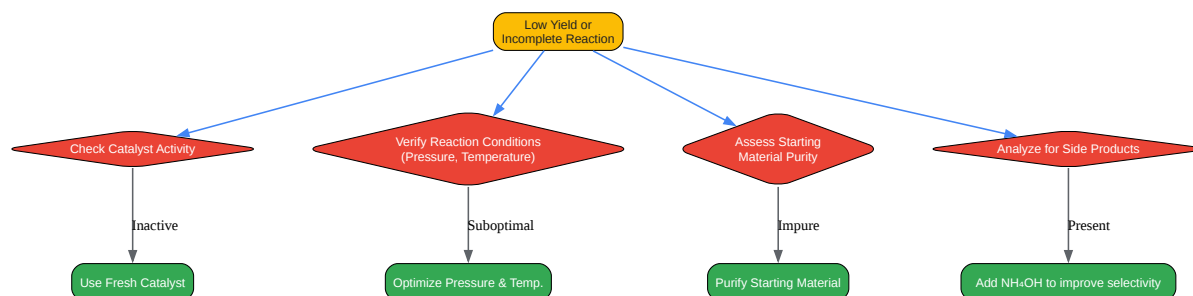 Low Yield or
Incomplete Reaction
Check Catalyst Activity
Verify Reaction Conditions
(Pressure, Temperature)
Assess Starting
Material Purity
Analyze for Side Products
Inactive
Suboptimal
Impure
Present
Use Fresh Catalyst
Optimize Pressure & Temp.
Purify Starting Material
Add NH₄OH to improve selectivity